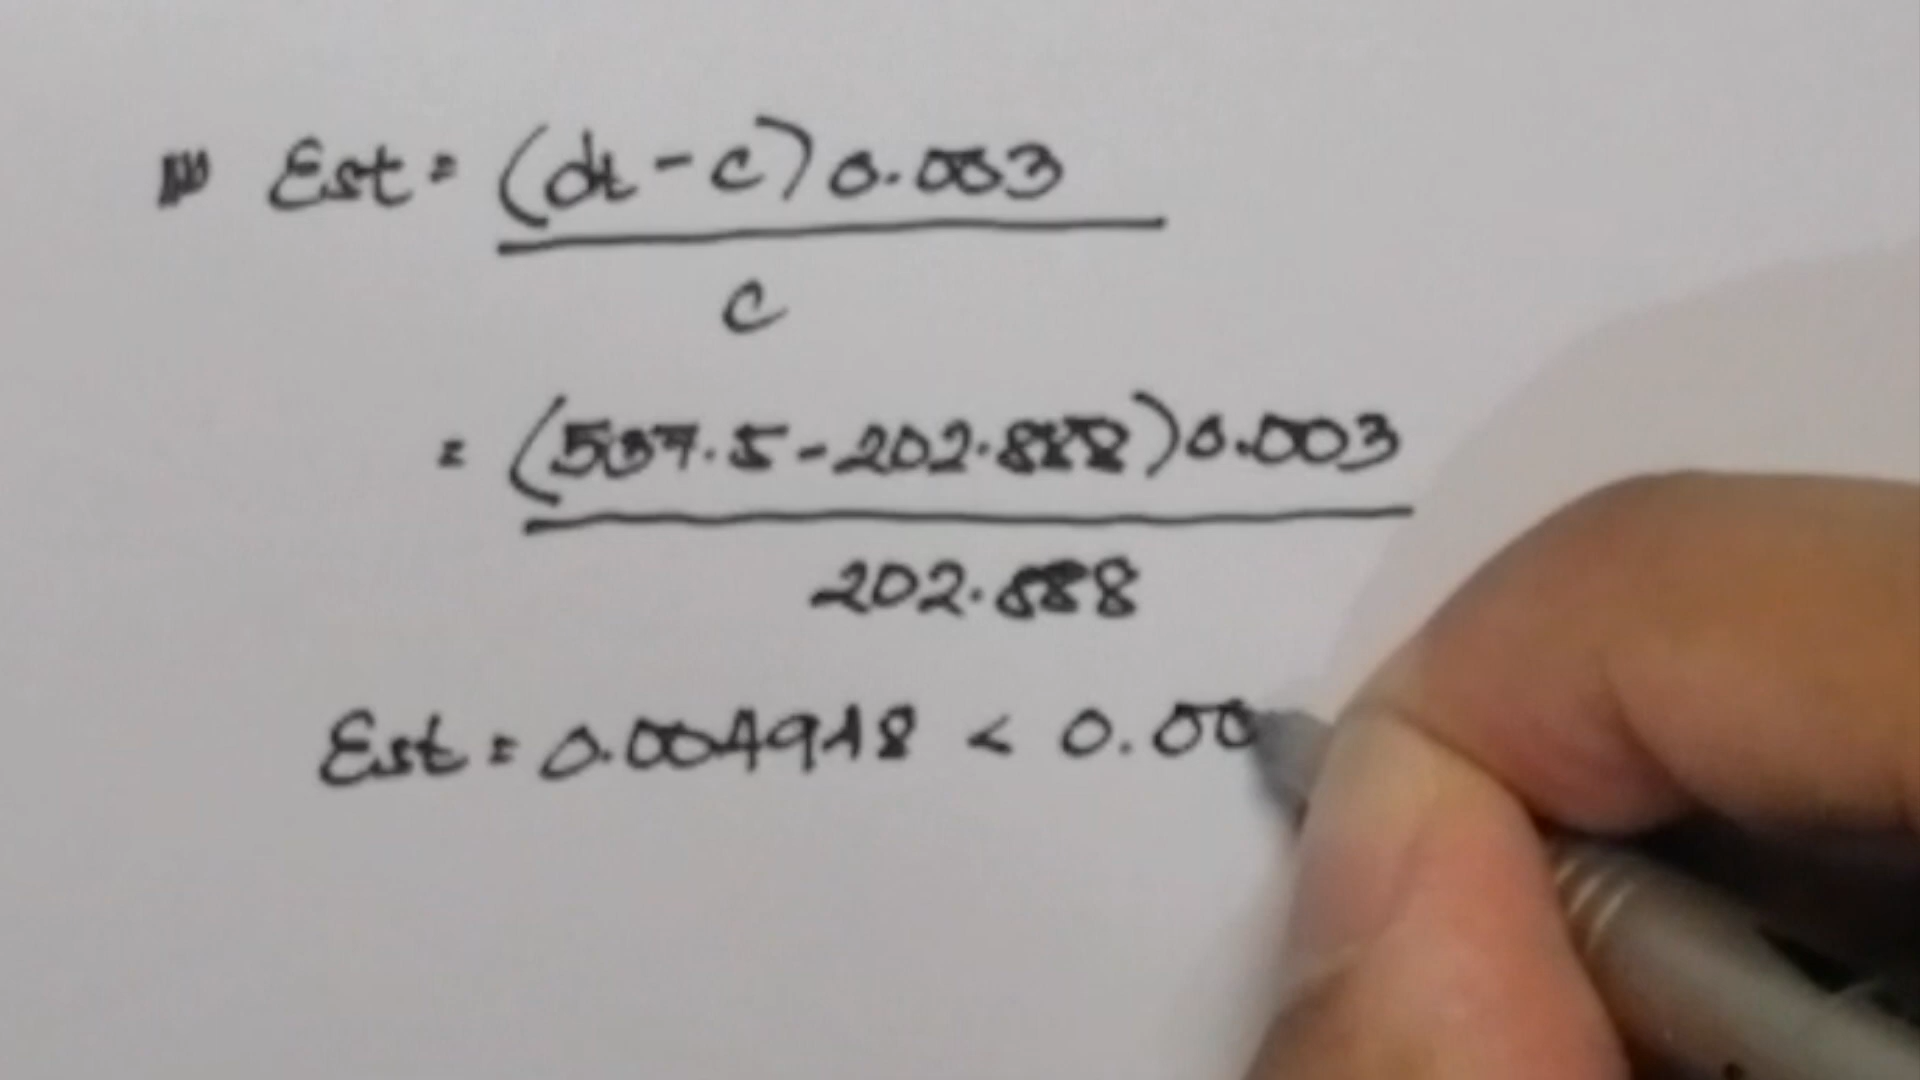 Est = (dt - c) 0.003
c
= (537.5 - 202.888) 0.003
202.888
Est = 0.004948 < 0.00